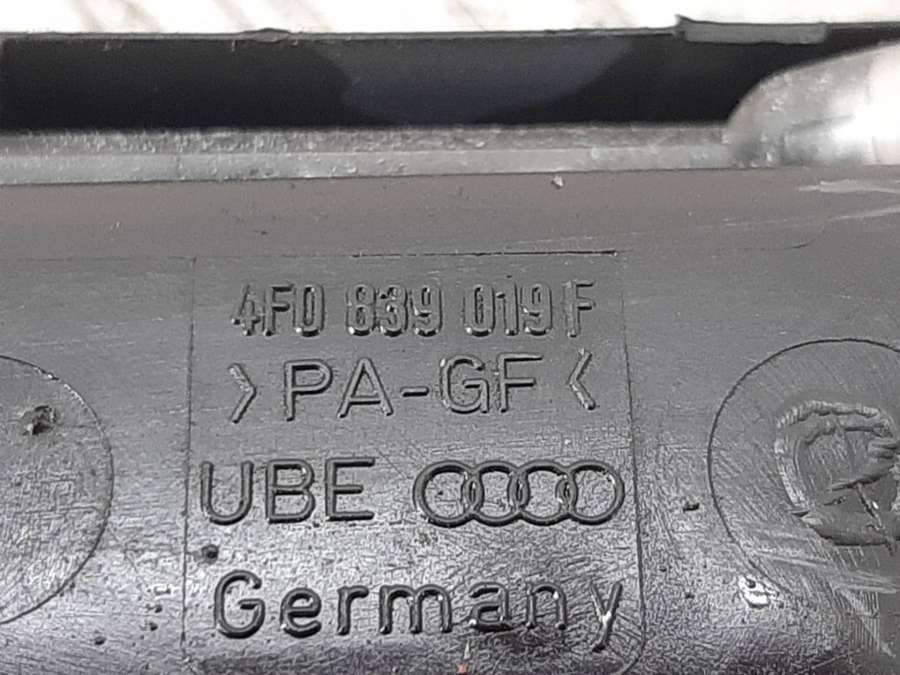 4F0 839 019 F
>PA-GF<
UBE
Germany